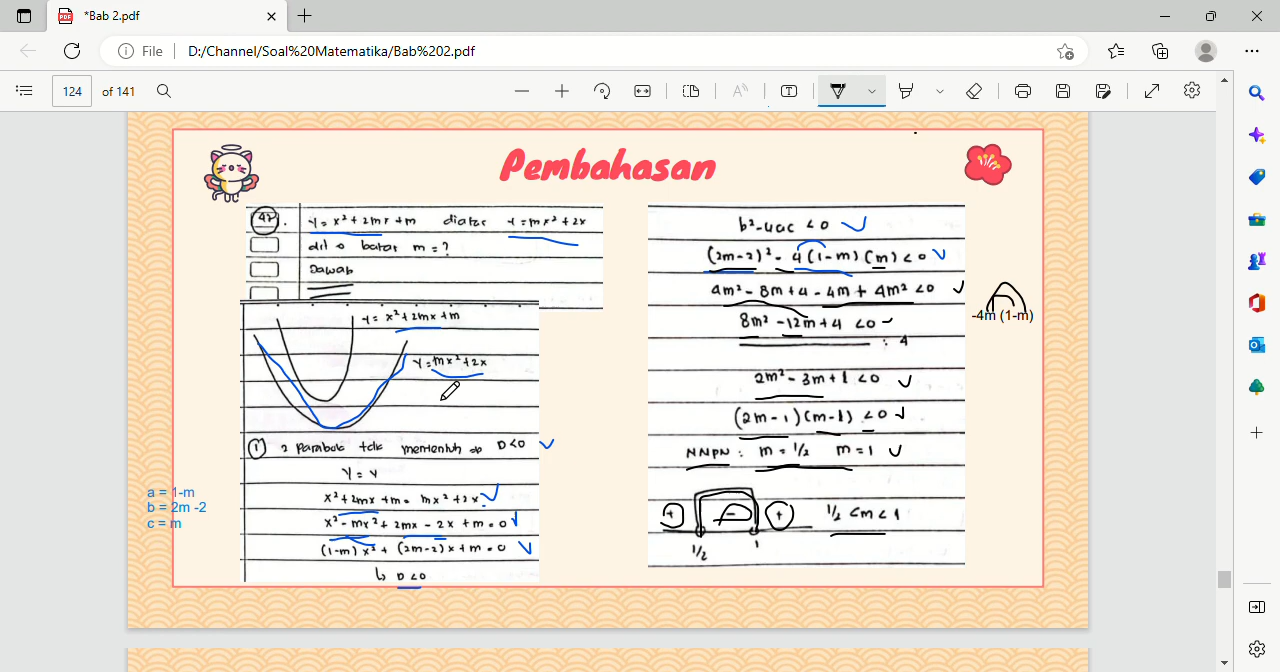 *Bab 2.pdf
File
D:/Channel/Soal%20Matematika/Bab%202.pdf
124 of 141
Pembahasan
47. y = x² + 2mx + m diatas y = mx² + 2x
dit : batas m = ?
Jawab
y = x² + 2mx + m
y = mx² + 2x
① 2 Parabola tdk menyentuh ⇒ D < 0
y = y
x² + 2mx + m = mx² + 2x
x² - mx² + 2mx - 2x + m = 0
(1-m) x² + (2m-2) x + m = 0
↳ D < 0
a = 1-m
b = 2m -2
c = m
b² - 4ac < 0
(2m-2)² - 4 (1-m) (m) < 0
4m² - 8m + 4 - 4m + 4m² < 0
-4m (1-m)
8m² - 12m + 4 < 0
: 4
2m² - 3m + 1 < 0
(2m - 1) (m - 1) < 0
NNPN : m = 1/2 m = 1
+ - + 1/2 < m < 1
1/2 1